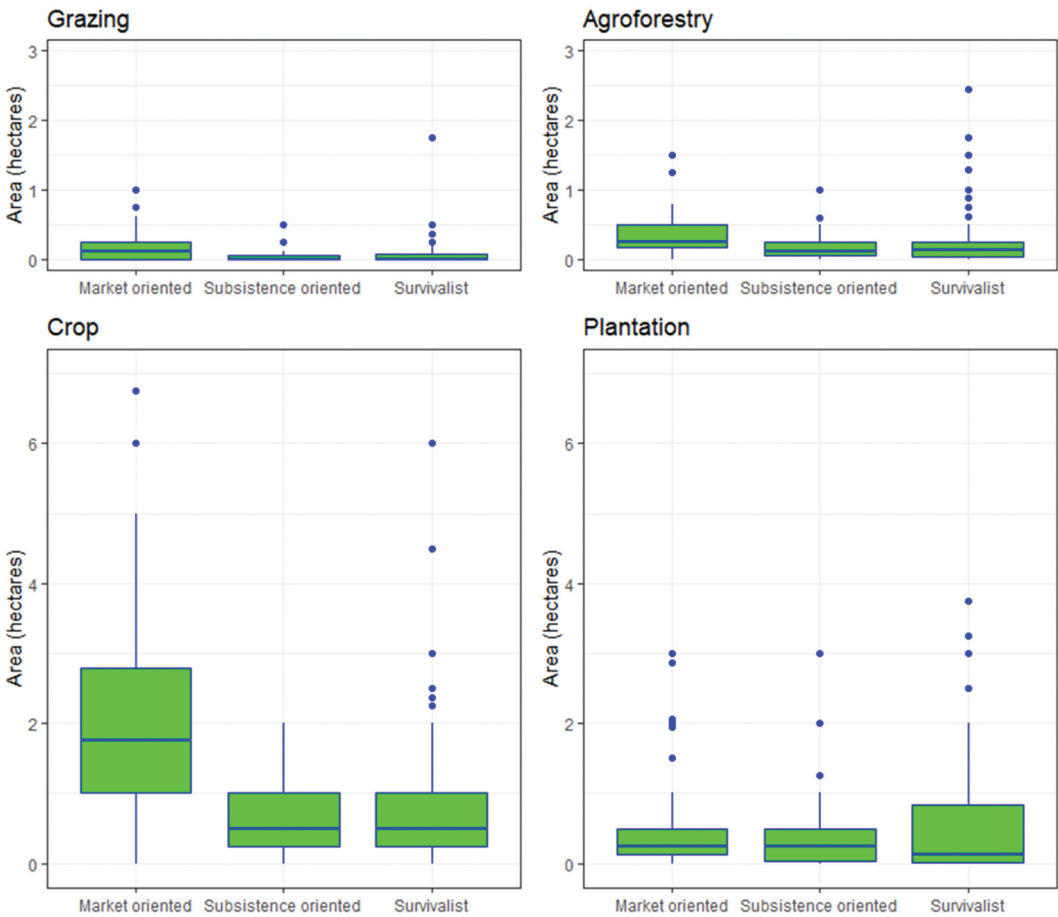 Grazing
Area (hectares)
3
2
1
0
Market oriented Subsistence oriented Survivalist
Agroforestry
Area (hectares)
3
2
1
0
Market oriented Subsistence oriented Survivalist
Crop
Area (hectares)
6
4
2
0
Market oriented Subsistence oriented Survivalist
Plantation
Area (hectares)
6
4
2
0
Market oriented Subsistence oriented Survivalist